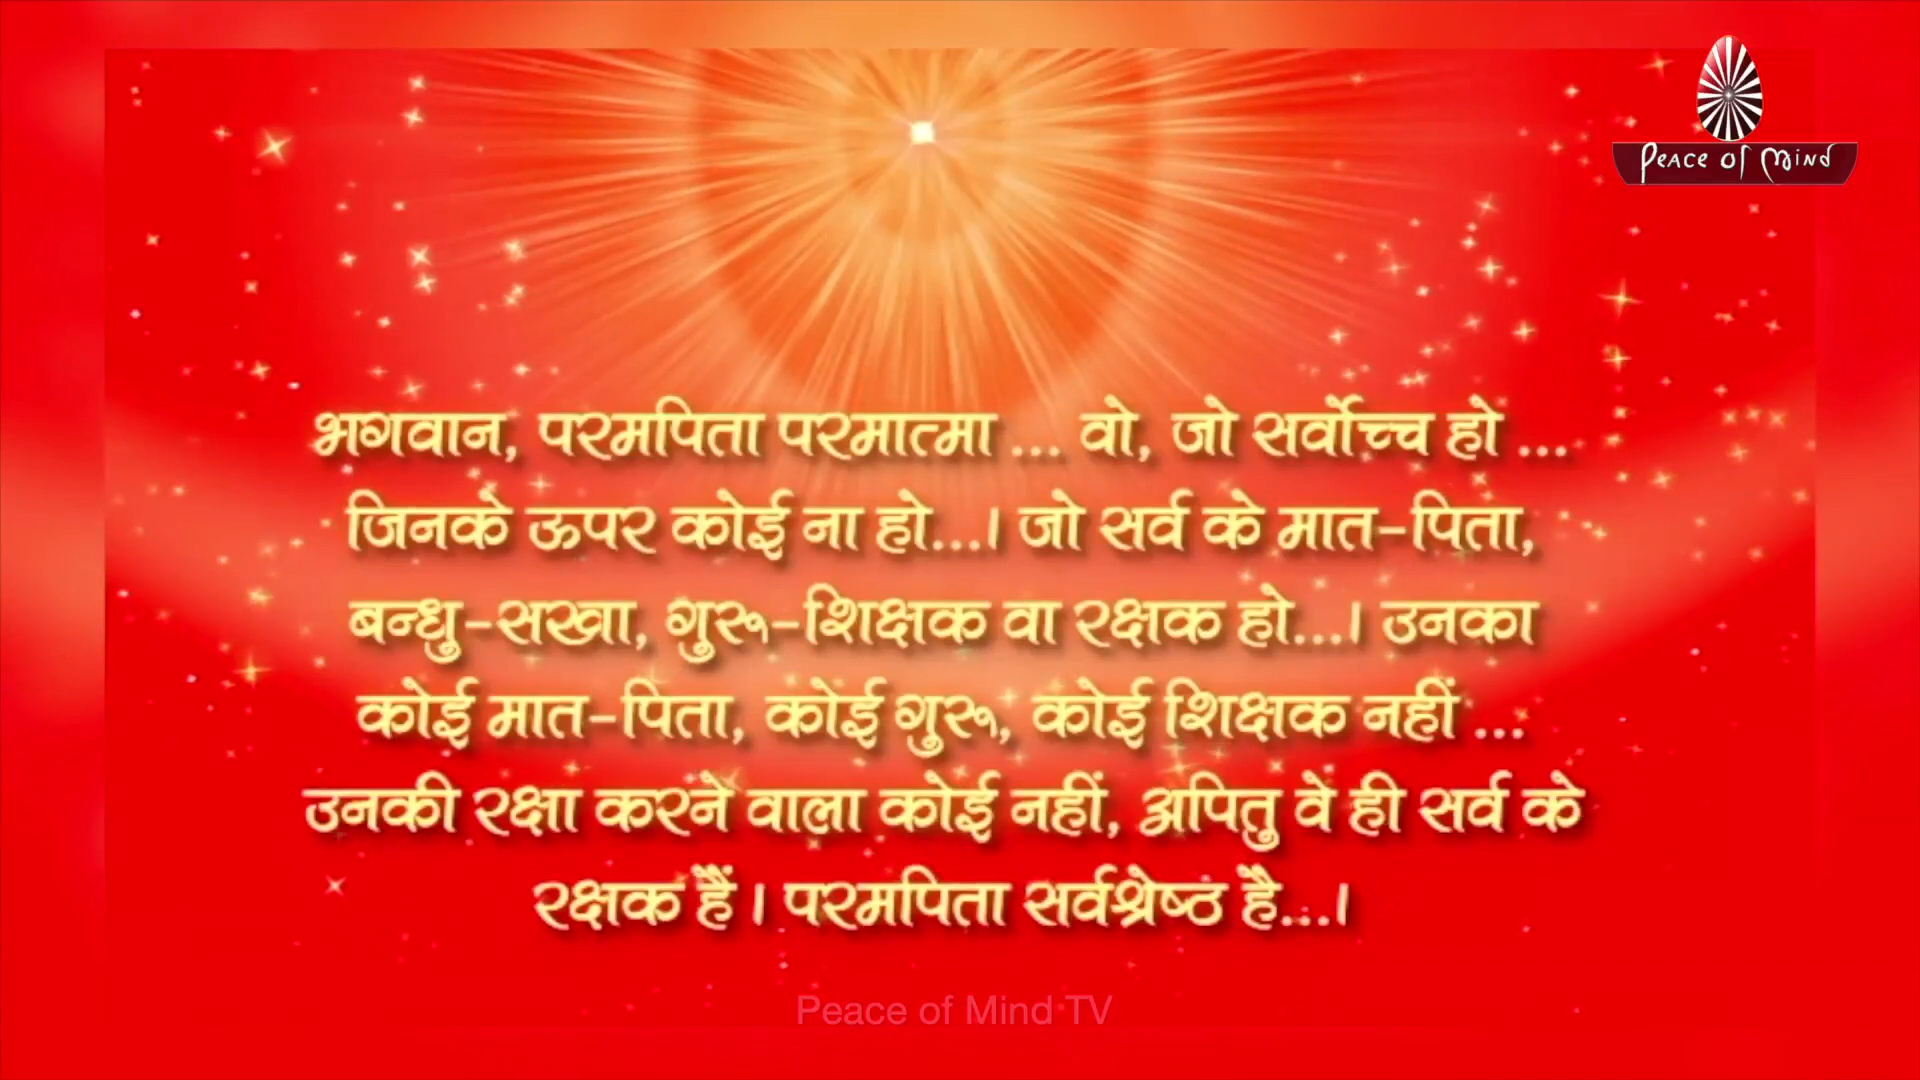 Peace of Mind
भगवान, परमपिता परमात्मा ... वो, जो सर्वोच्च हो ...
जिनके ऊपर कोई ना हो...। जो सर्व के मात-पिता,
बन्धु-सखा, गुरू-शिक्षक वा रक्षक हो...। उनका
कोई मात-पिता, कोई गुरू, कोई शिक्षक नहीं ...
उनकी रक्षा करने वाला कोई नहीं, अपितु वे ही सर्व के
रक्षक हैं। परमपिता सर्वश्रेष्ठ है...।
Peace of Mind TV